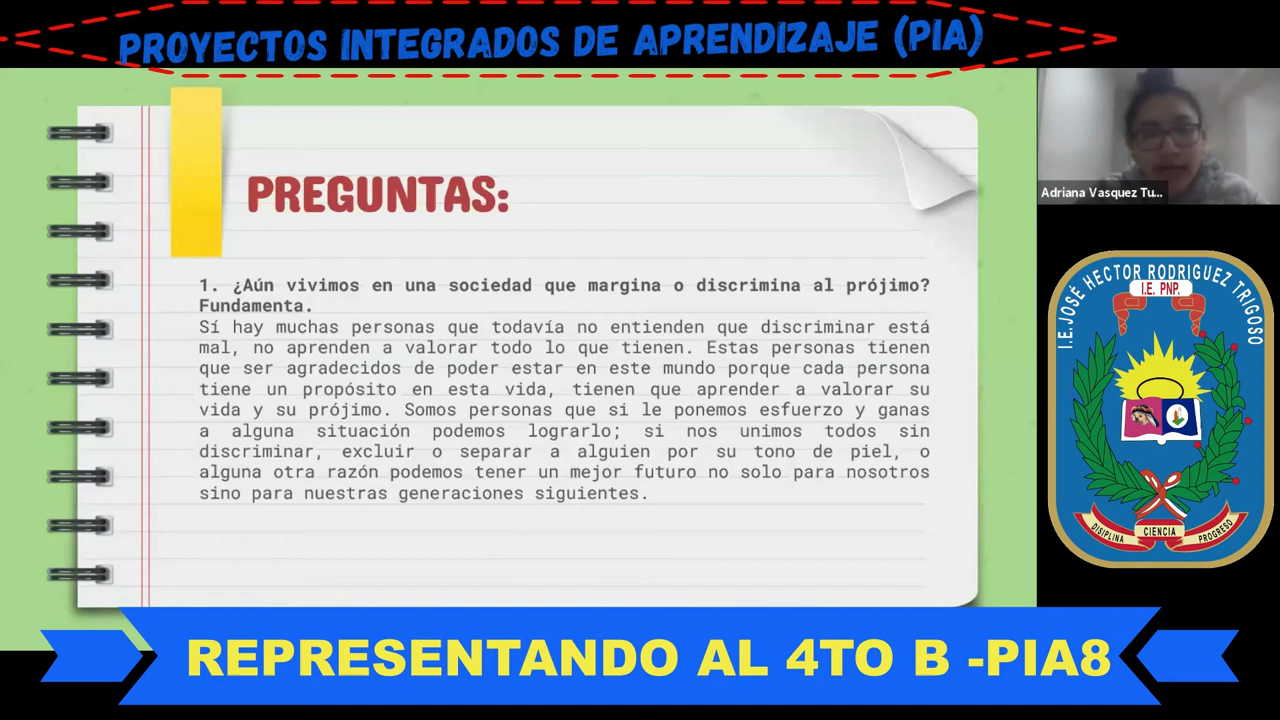 PROYECTOS INTEGRADOS DE APRENDIZAJE (PIA)
PREGUNTAS:
1. ¿Aún vivimos en una sociedad que margina o discrimina al prójimo?
Fundamenta.
Sí hay muchas personas que todavía no entienden que discriminar está
mal, no aprenden a valorar todo lo que tienen. Estas personas tienen
que ser agradecidos de poder estar en este mundo porque cada persona
tiene un propósito en esta vida, tienen que aprender a valorar su
vida y su prójimo. Somos personas que si le ponemos esfuerzo y ganas
a alguna situación podemos lograrlo; si nos unimos todos sin
discriminar, excluir o separar a alguien por su tono de piel, o
alguna otra razón podemos tener un mejor futuro no solo para nosotros
sino para nuestras generaciones siguientes.
Adriana Vasquez Tu...
I.E.JOSÉ HECTOR RODRIGUEZ TRIGOSO
I.E. PNP.
DISIPLINA CIENCIA PROGRESO
REPRESENTANDO AL 4TO B -PIA8